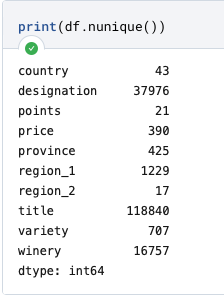 print(df.nunique())
country 43
designation 37976
points 21
price 390
province 425
region_1 1229
region_2 17
title 118840
variety 707
winery 16757
dtype: int64